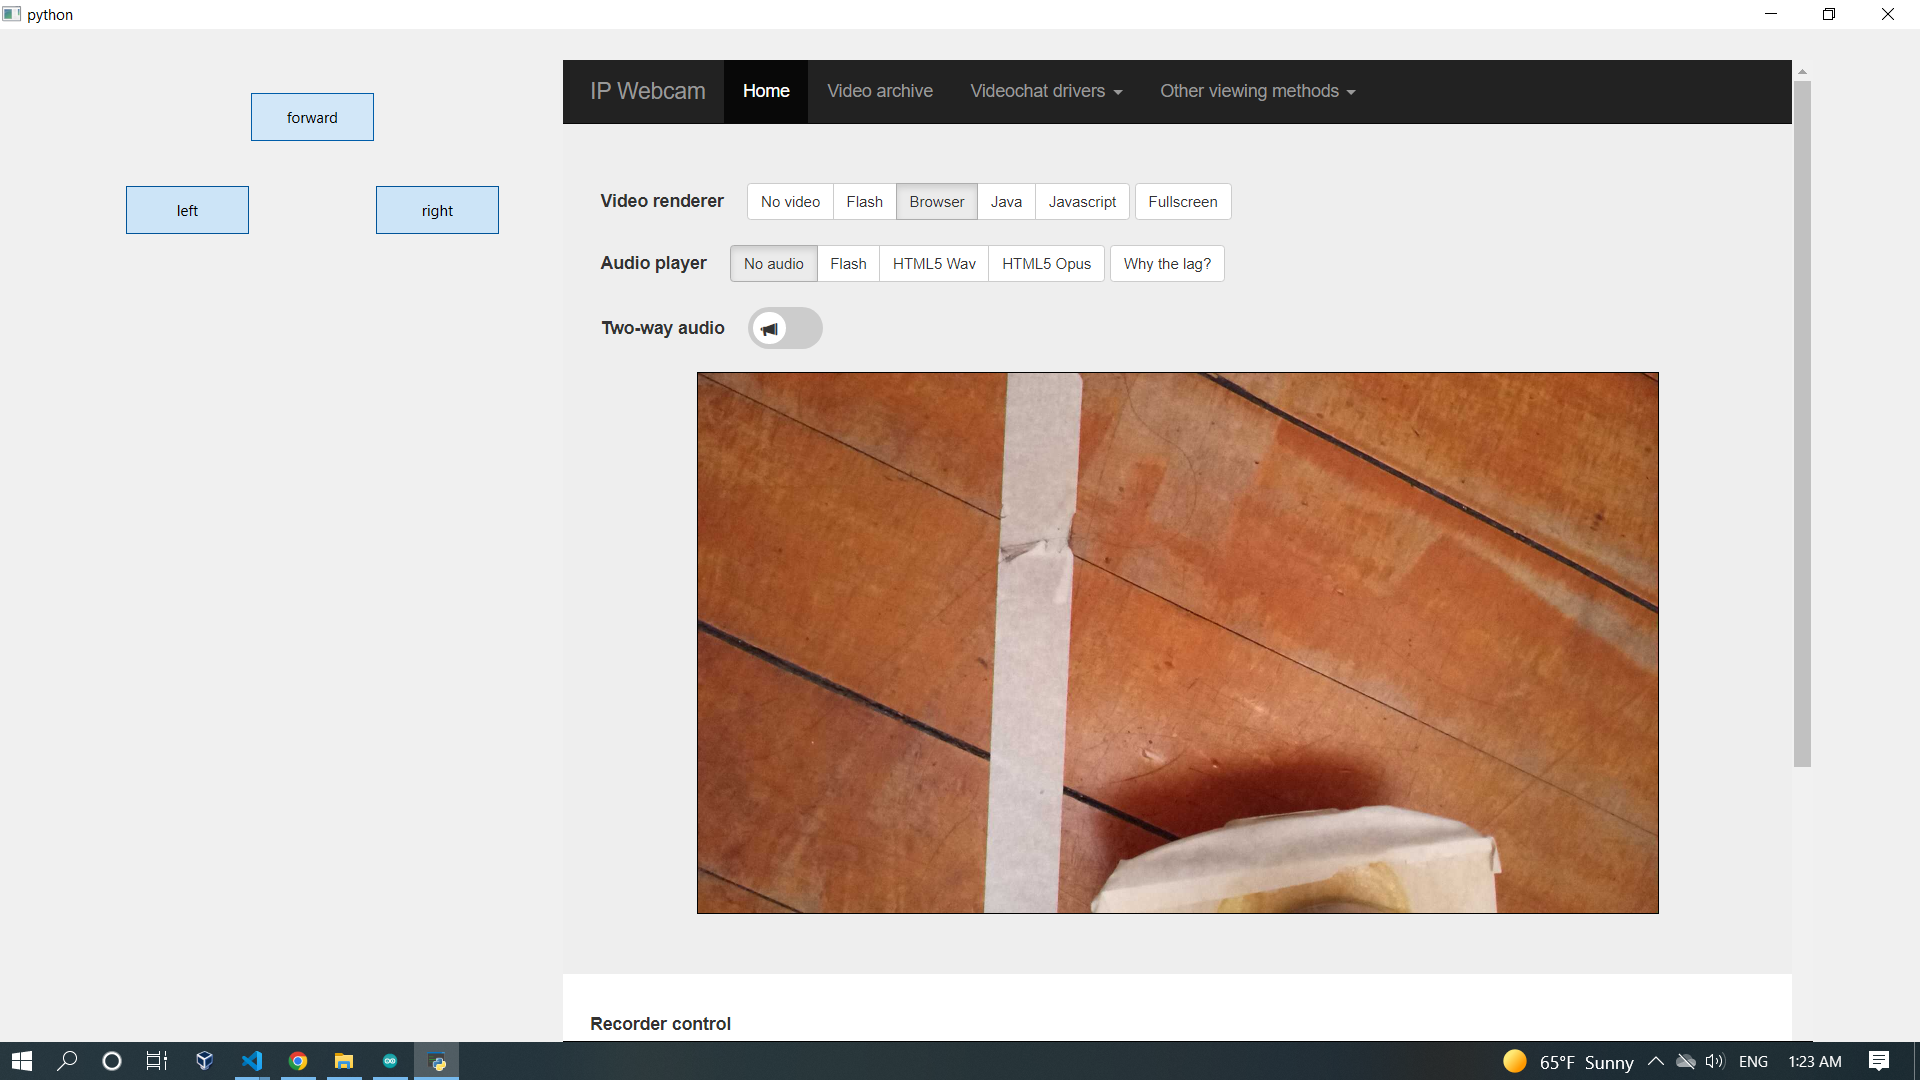 python
forward
left right
IP Webcam Home Video archive Videochat drivers Other viewing methods
Video renderer No video Flash Browser Java Javascript Fullscreen
Audio player No audio Flash HTML5 Wav HTML5 Opus Why the lag?
Two-way audio
Recorder control
65°F Sunny ENG 1:23 AM